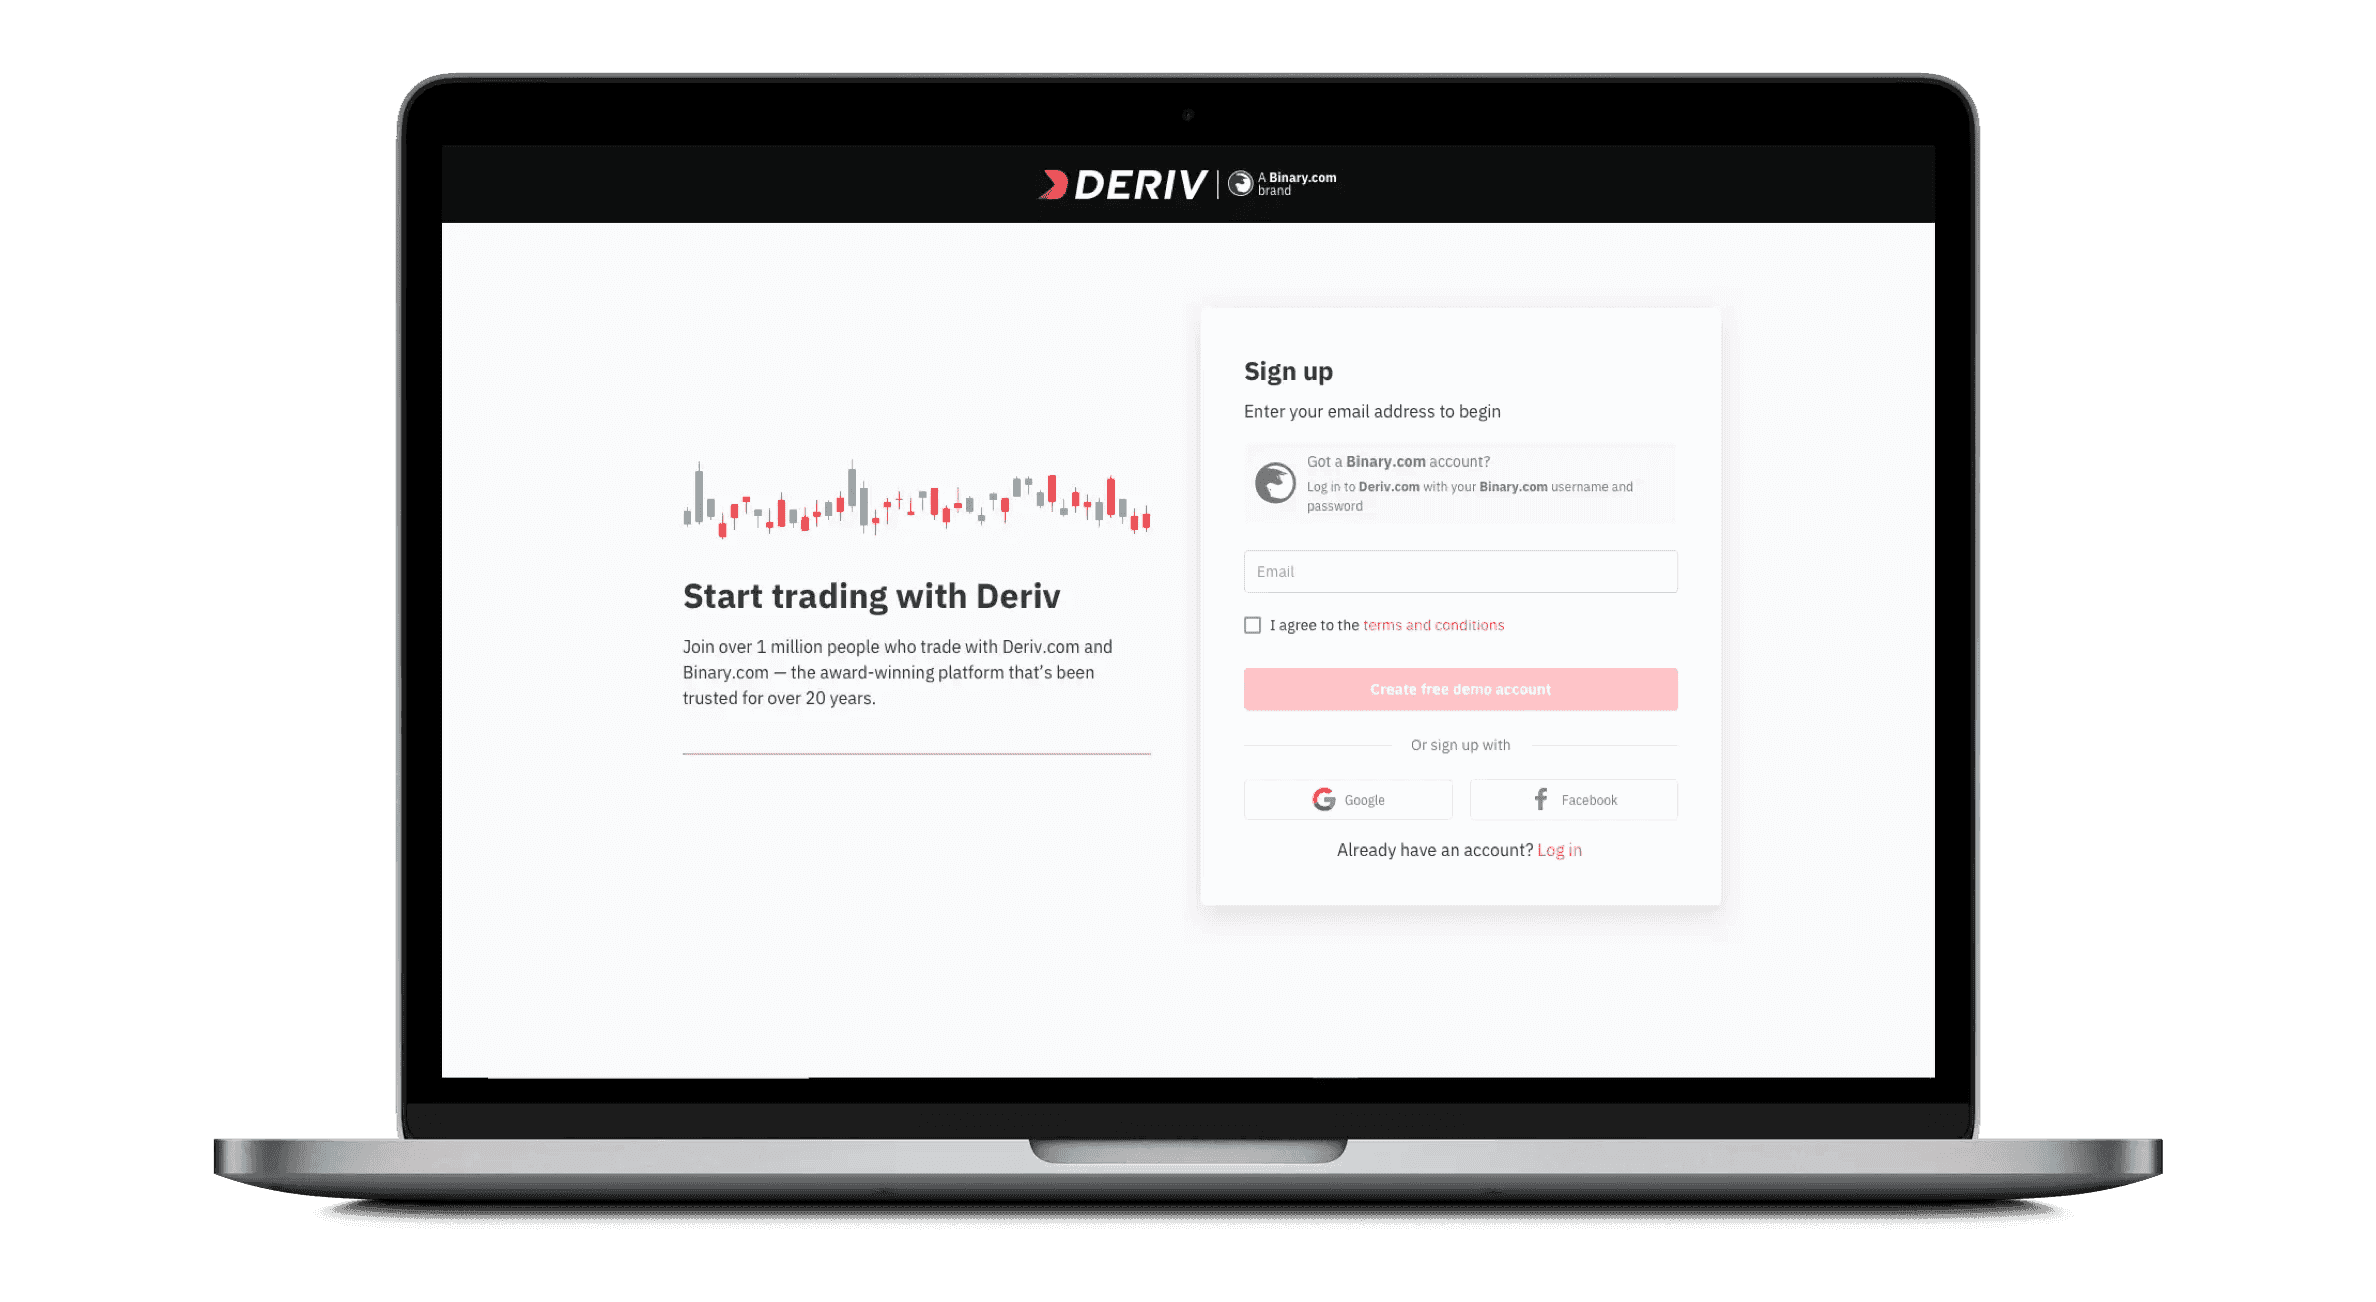 DERIV
A Binary.com
brand
Start trading with Deriv
Join over 1 million people who trade with Deriv.com and
Binary.com — the award-winning platform that's been
trusted for over 20 years.
Sign up
Enter your email address to begin
Got a Binary.com account?
Log in to Deriv.com with your Binary.com username and
password
Email
I agree to the terms and conditions
Create free demo account
Or sign up with
Google
Facebook
Already have an account? Log in